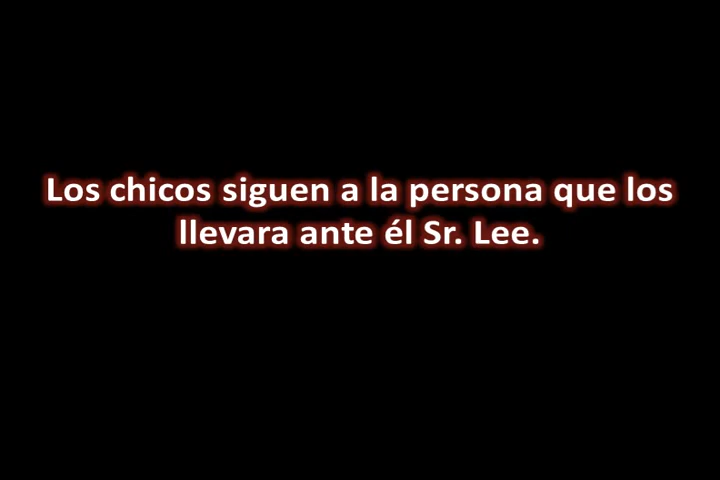 Los chicos siguen a la persona que los
llevara ante él Sr. Lee.